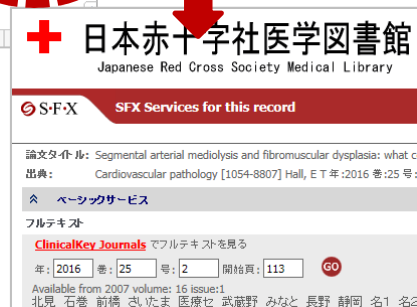 日本赤十字社医学図書館
Japanese Red Cross Society Medical Library
S·F·X SFX Services for this record
論文タイトル: Segmental arterial mediolysis and fibromuscular dysplasia: what c
出典: Cardiovascular pathology [1054-8807] Hall, E T 年:2016 巻:25 号:
ベーシックサービス
フルテキスト
ClinicalKey Journals でフルテキストを見る
年: 2016 巻: 25 号: 2 開始頁: 113 GO
Available from 2007 volume: 16 issue:1
北見 石巻 前橋 さいたま 医療セ 武蔵野 みなと 長野 静岡 名1 名2